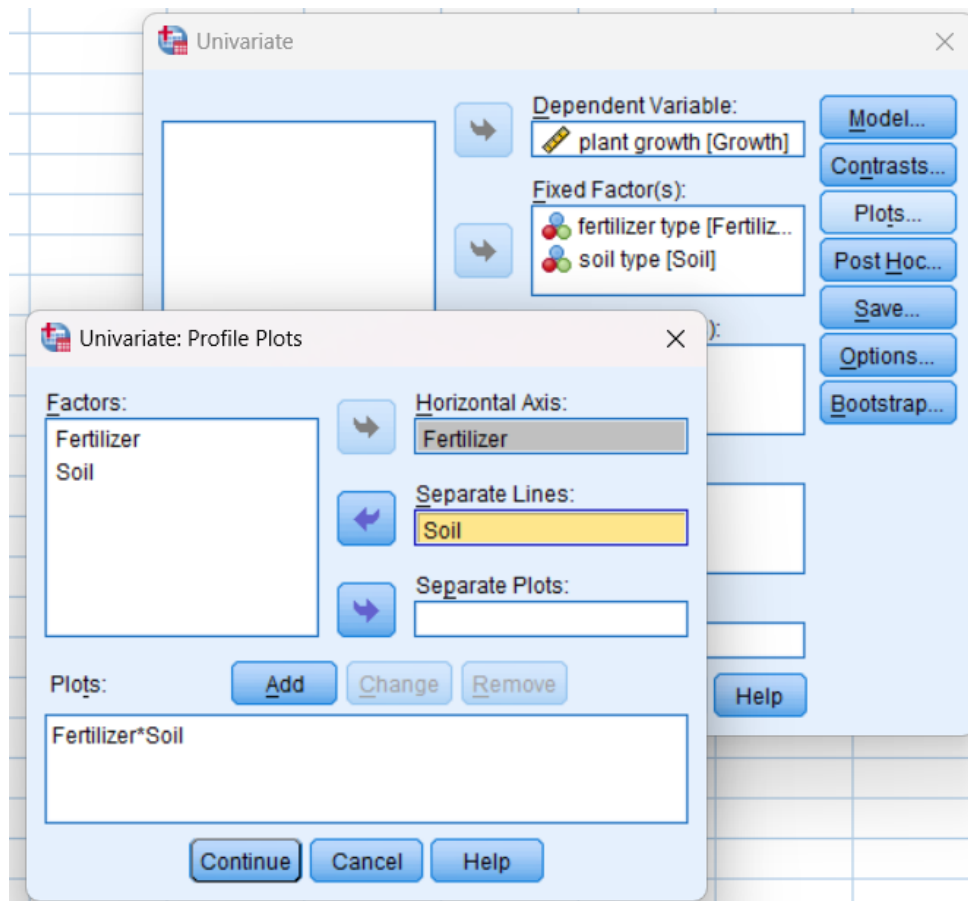 Univariate
Dependent Variable:
plant growth [Growth]
Fixed Factor(s):
fertilizer type [Fertiliz...
soil type [Soil]
):
Model...
Contrasts...
Plots...
Post Hoc...
Save...
Options...
Bootstrap...
Help
Univariate: Profile Plots
Factors:
Fertilizer
Soil
Horizontal Axis:
Fertilizer
Separate Lines:
Soil
Separate Plots:
Plots:
Add
Change
Remove
Fertilizer*Soil
Continue
Cancel
Help